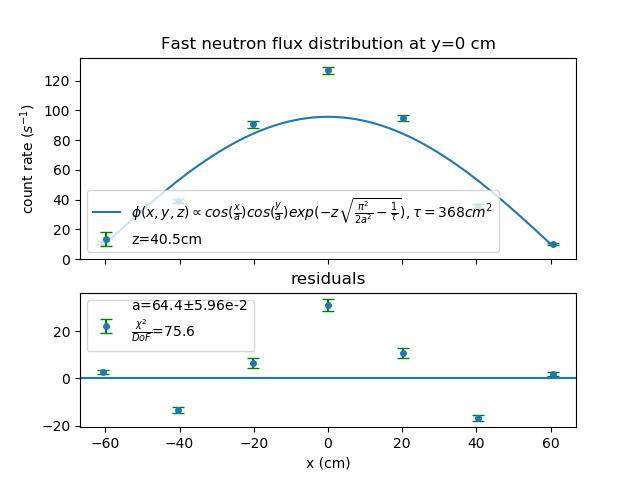 Fast neutron flux distribution at y=0 cm
120
100
80
60
40
20
0
count rate (s⁻¹)
ϕ(x, y, z) ∝ cos(x/a)cos(y/a)exp(−z√(π²/2a² − 1/τ)), τ = 368cm²
z=40.5cm
residuals
20
0
−20
a=64.4±5.96e-2
χ²/DoF=75.6
−60 −40 −20 0 20 40 60
x (cm)